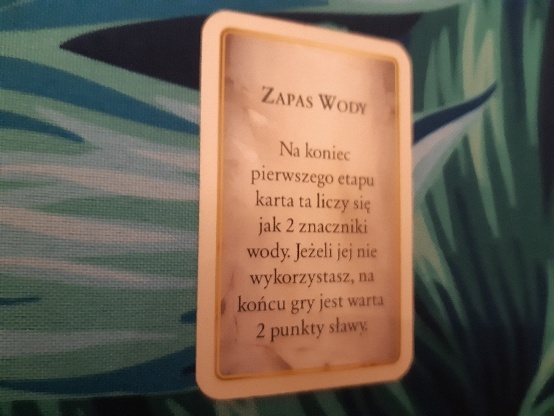 Zapas Wody
Na koniec
pierwszego etapu
karta ta liczy się
jak 2 znaczniki
wody. Jeżeli jej nie
wykorzystasz, na
końcu gry jest warta
2 punkty sławy.